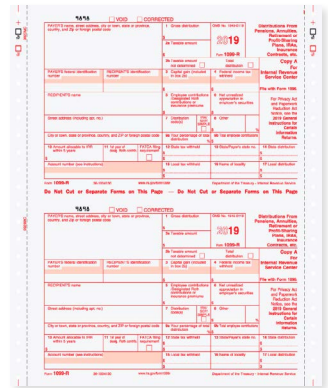 9898 VOID CORRECTED
PAYER'S name, street address, city or town, state or province, country, and ZIP or foreign postal code
1 Gross distribution
$
2a Taxable amount
$
OMB No. 1545-0119
2019
Form 1099-R
Distributions From Pensions, Annuities, Retirement or Profit-Sharing Plans, IRAs, Insurance Contracts, etc.
2b Taxable amount not determined
Total distribution
Copy A
For
Internal Revenue Service Center
PAYER'S federal identification number
RECIPIENT'S identification number
3 Capital gain (included in box 2a)
$
4 Federal income tax withheld
$
File with Form 1096.
RECIPIENT'S name
5 Employee contributions
$
6 Net unrealized appreciation in employer's securities
$
For Privacy Act and Paperwork Reduction Act Notice, see the 2019 General Instructions for Certain Information Returns.
Street address (including apt. no.)
7 Distribution code(s)
8 Other
$ %
City or town, state or province, country, and ZIP or foreign postal code
9a Your percentage of total distribution %
9b Total employee contributions
$
10 Amount allocable to IRR within 5 years
$
11 1st year of desig. Roth contrib.
FATCA filing requirement
12 State tax withheld
$
13 State/Payer's state no.
14 State distribution
$
Account number (see instructions)
15 Local tax withheld
$
16 Name of locality
17 Local distribution
$
Form 1099-R
www.irs.gov/form1099r
Department of the Treasury - Internal Revenue Service
Do Not Cut or Separate Forms on This Page — Do Not Cut or Separate Forms on This Page
9898 VOID CORRECTED
PAYER'S name, street address, city or town, state or province, country, and ZIP or foreign postal code
1 Gross distribution
$
2a Taxable amount
$
OMB No. 1545-0119
2019
Form 1099-R
Distributions From Pensions, Annuities, Retirement or Profit-Sharing Plans, IRAs, Insurance Contracts, etc.
2b Taxable amount not determined
Total distribution
Copy A
For
Internal Revenue Service Center
PAYER'S federal identification number
RECIPIENT'S identification number
3 Capital gain (included in box 2a)
$
4 Federal income tax withheld
$
File with Form 1096.
RECIPIENT'S name
5 Employee contributions
$
6 Net unrealized appreciation in employer's securities
$
For Privacy Act and Paperwork Reduction Act Notice, see the 2019 General Instructions for Certain Information Returns.
Street address (including apt. no.)
7 Distribution code(s)
8 Other
$ %
City or town, state or province, country, and ZIP or foreign postal code
9a Your percentage of total distribution %
9b Total employee contributions
$
10 Amount allocable to IRR within 5 years
$
11 1st year of desig. Roth contrib.
FATCA filing requirement
12 State tax withheld
$
13 State/Payer's state no.
14 State distribution
$
Account number (see instructions)
15 Local tax withheld
$
16 Name of locality
17 Local distribution
$
Form 1099-R
www.irs.gov/form1099r
Department of the Treasury - Internal Revenue Service